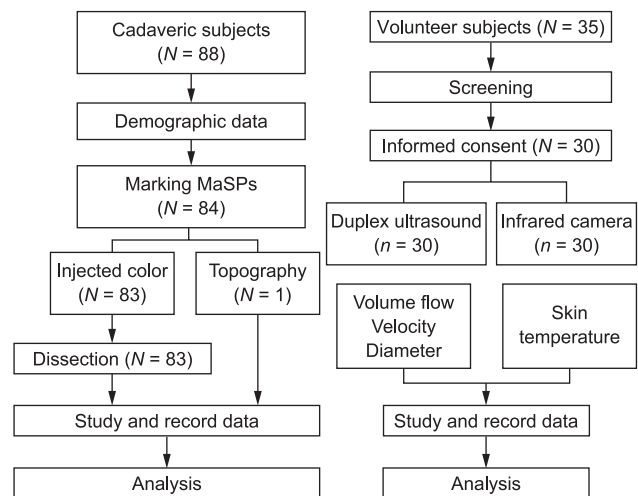 Cadaveric subjects
(N = 88)
Demographic data
Marking MaSPs
(N = 84)
Injected color
(N = 83)
Topography
(N = 1)
Dissection (N = 83)
Study and record data
Analysis
Volunteer subjects (N = 35)
Screening
Informed consent (N = 30)
Duplex ultrasound
(n = 30)
Infrared camera
(n = 30)
Volume flow
Velocity
Diameter
Skin
temperature
Study and record data
Analysis